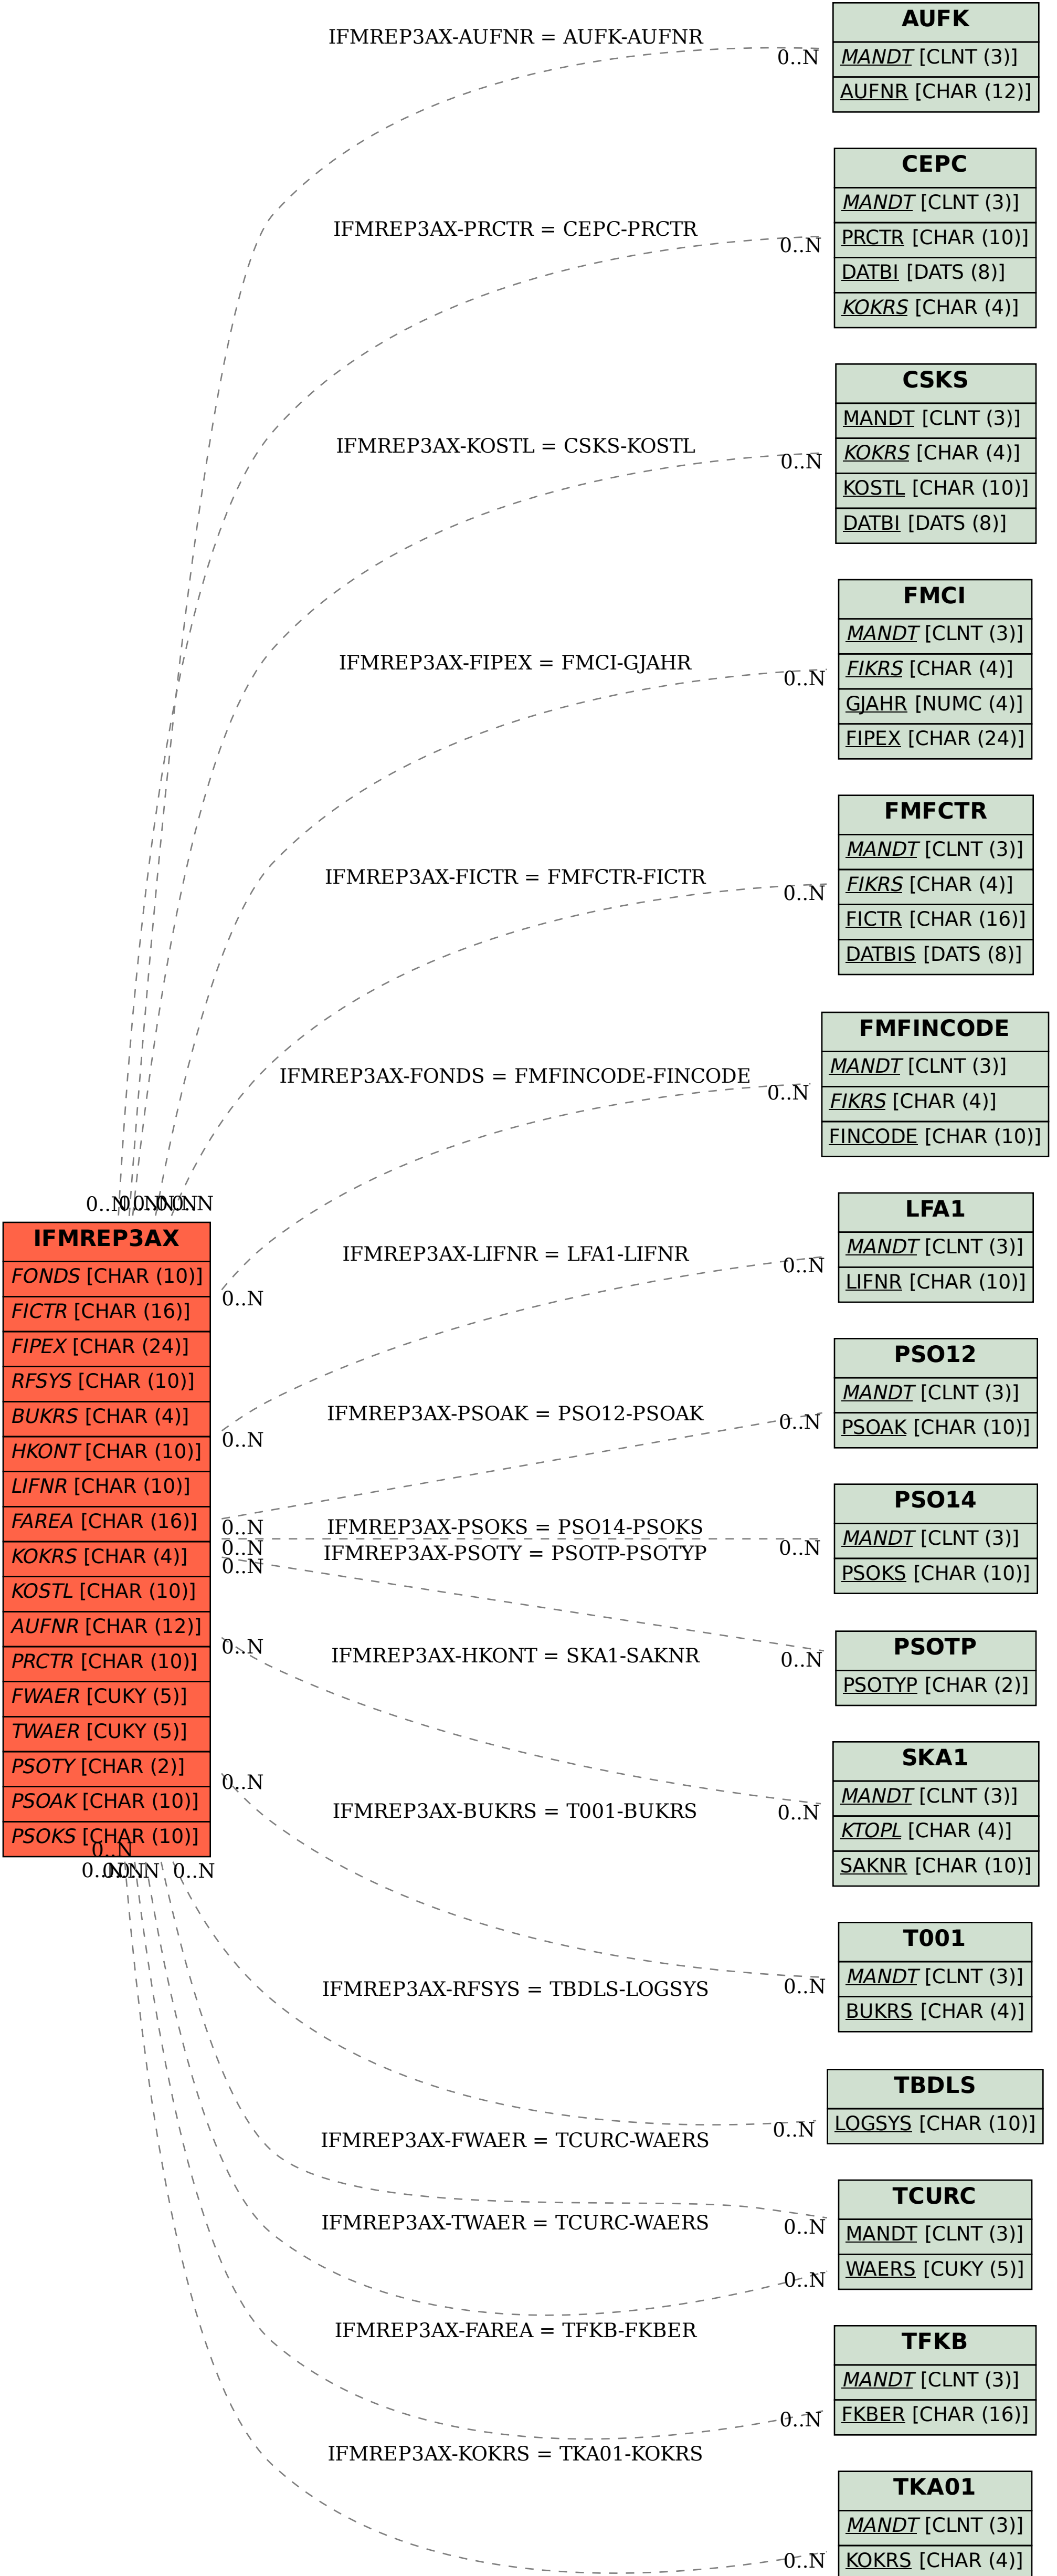 IFMREP3AX-AUFNR = AUFK-AUFNR
0..N
AUFK
MANDT [CLNT (3)]
AUFNR [CHAR (12)]
IFMREP3AX-PRCTR = CEPC-PRCTR
0..N
CEPC
MANDT [CLNT (3)]
PRCTR [CHAR (10)]
DATBI [DATS (8)]
KOKRS [CHAR (4)]
IFMREP3AX-KOSTL = CSKS-KOSTL
0..N
CSKS
MANDT [CLNT (3)]
KOKRS [CHAR (4)]
KOSTL [CHAR (10)]
DATBI [DATS (8)]
IFMREP3AX-FIPEX = FMCI-GJAHR
0..N
FMCI
MANDT [CLNT (3)]
FIKRS [CHAR (4)]
GJAHR [NUMC (4)]
FIPEX [CHAR (24)]
IFMREP3AX-FICTR = FMFCTR-FICTR
0..N
FMFCTR
MANDT [CLNT (3)]
FIKRS [CHAR (4)]
FICTR [CHAR (16)]
DATBIS [DATS (8)]
IFMREP3AX-FONDS = FMFINCODE-FINCODE
0..N
FMFINCODE
MANDT [CLNT (3)]
FIKRS [CHAR (4)]
FINCODE [CHAR (10)]
0..N
0..N
0..N
0..N
0..N
IFMREP3AX
FONDS [CHAR (10)]
FICTR [CHAR (16)]
FIPEX [CHAR (24)]
RFSYS [CHAR (10)]
BUKRS [CHAR (4)]
HKONT [CHAR (10)]
LIFNR [CHAR (10)]
FAREA [CHAR (16)]
KOKRS [CHAR (4)]
KOSTL [CHAR (10)]
AUFNR [CHAR (12)]
PRCTR [CHAR (10)]
FWAER [CUKY (5)]
TWAER [CUKY (5)]
PSOTY [CHAR (2)]
PSOAK [CHAR (10)]
PSOKS [CHAR (10)]
0..N
0..N
0..N
0..N
0..N
0..N
0..N
0..N
0..N
0..N
0..N
0..N
IFMREP3AX-LIFNR = LFA1-LIFNR
0..N
LFA1
MANDT [CLNT (3)]
LIFNR [CHAR (10)]
IFMREP3AX-PSOAK = PSO12-PSOAK
0..N
PSO12
MANDT [CLNT (3)]
PSOAK [CHAR (10)]
IFMREP3AX-PSOKS = PSO14-PSOKS
0..N
PSO14
MANDT [CLNT (3)]
PSOKS [CHAR (10)]
IFMREP3AX-PSOTY = PSOTP-PSOTYP
0..N
PSOTP
PSOTYP [CHAR (2)]
IFMREP3AX-HKONT = SKA1-SAKNR
0..N
SKA1
MANDT [CLNT (3)]
KTOPL [CHAR (4)]
SAKNR [CHAR (10)]
IFMREP3AX-BUKRS = T001-BUKRS
0..N
T001
MANDT [CLNT (3)]
BUKRS [CHAR (4)]
IFMREP3AX-RFSYS = TBDLS-LOGSYS
0..N
TBDLS
LOGSYS [CHAR (10)]
IFMREP3AX-FWAER = TCURC-WAERS
0..N
TCURC
MANDT [CLNT (3)]
WAERS [CUKY (5)]
IFMREP3AX-TWAER = TCURC-WAERS
0..N
IFMREP3AX-FAREA = TFKB-FKBER
0..N
TFKB
MANDT [CLNT (3)]
FKBER [CHAR (16)]
IFMREP3AX-KOKRS = TKA01-KOKRS
0..N
TKA01
MANDT [CLNT (3)]
KOKRS [CHAR (4)]